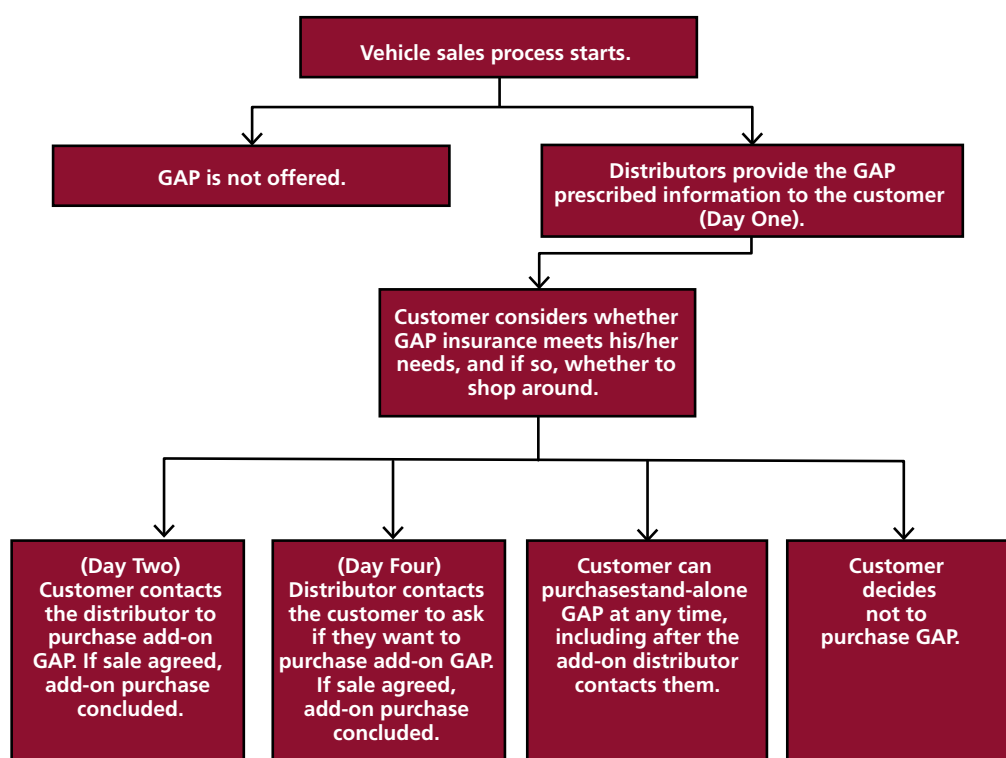 Vehicle sales process starts.
GAP is not offered.
Distributors provide the GAP
prescribed information to the customer
(Day One).
Customer considers whether
GAP insurance meets his/her
needs, and if so, whether to
shop around.
(Day Two)
Customer contacts
the distributor to
purchase add-on
GAP. If sale agreed,
add-on purchase
concluded.
(Day Four)
Distributor contacts
the customer to ask
if they want to
purchase add-on GAP.
If sale agreed,
add-on purchase
concluded.
Customer can
purchasestand-alone
GAP at any time,
including after the
add-on distributor
contacts them.
Customer
decides
not to
purchase GAP.